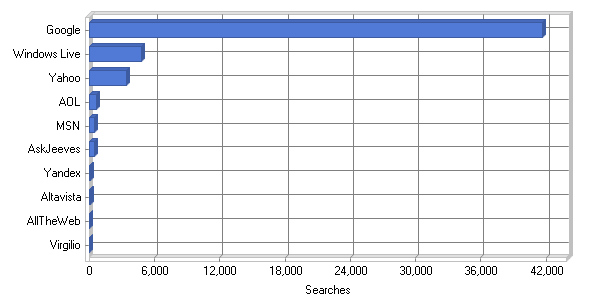 Google
Windows Live
Yahoo
AOL
MSN
AskJeeves
Yandex
Altavista
AllTheWeb
Virgilio
0 6,000 12,000 18,000 24,000 30,000 36,000 42,000
Searches